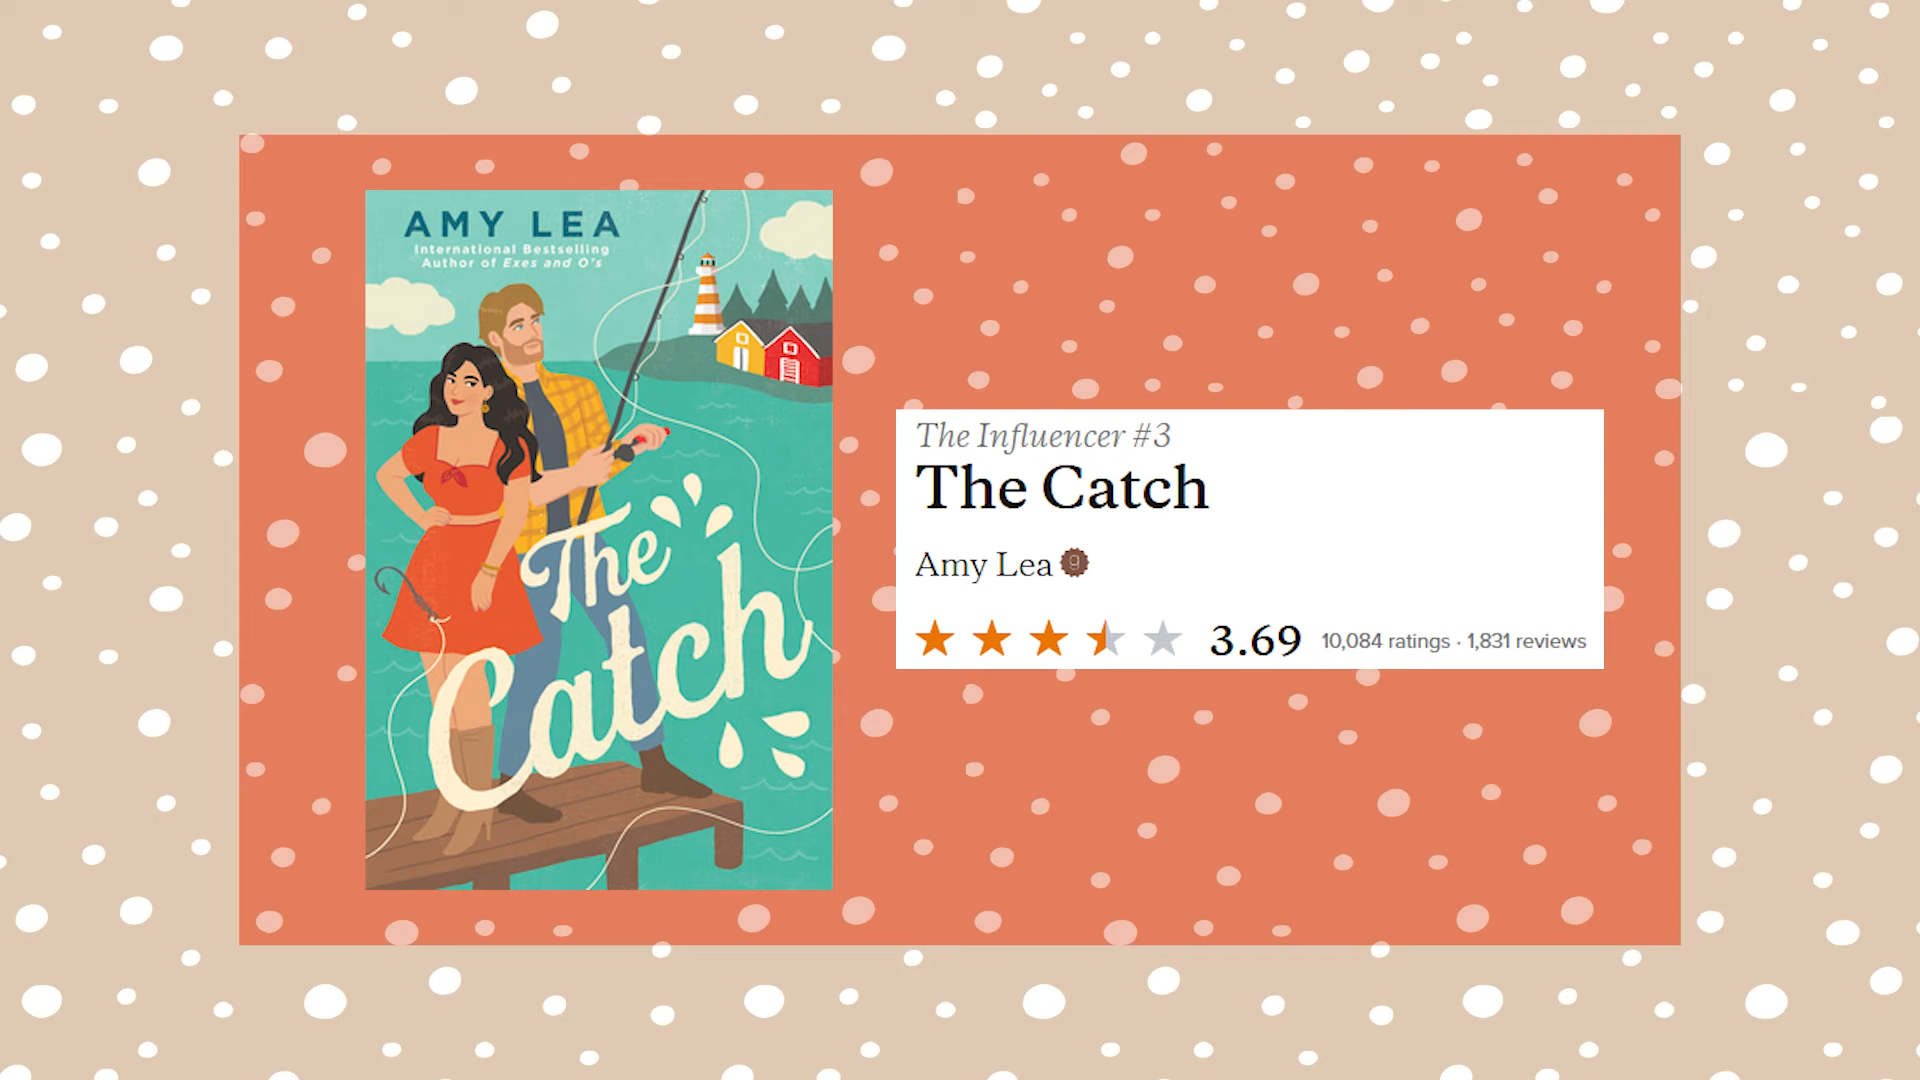 AMY LEA
International Bestselling
Author of Exes and O's
The
Catch
The Influencer #3
The Catch
Amy Lea
3.69 10,084 ratings · 1,831 reviews